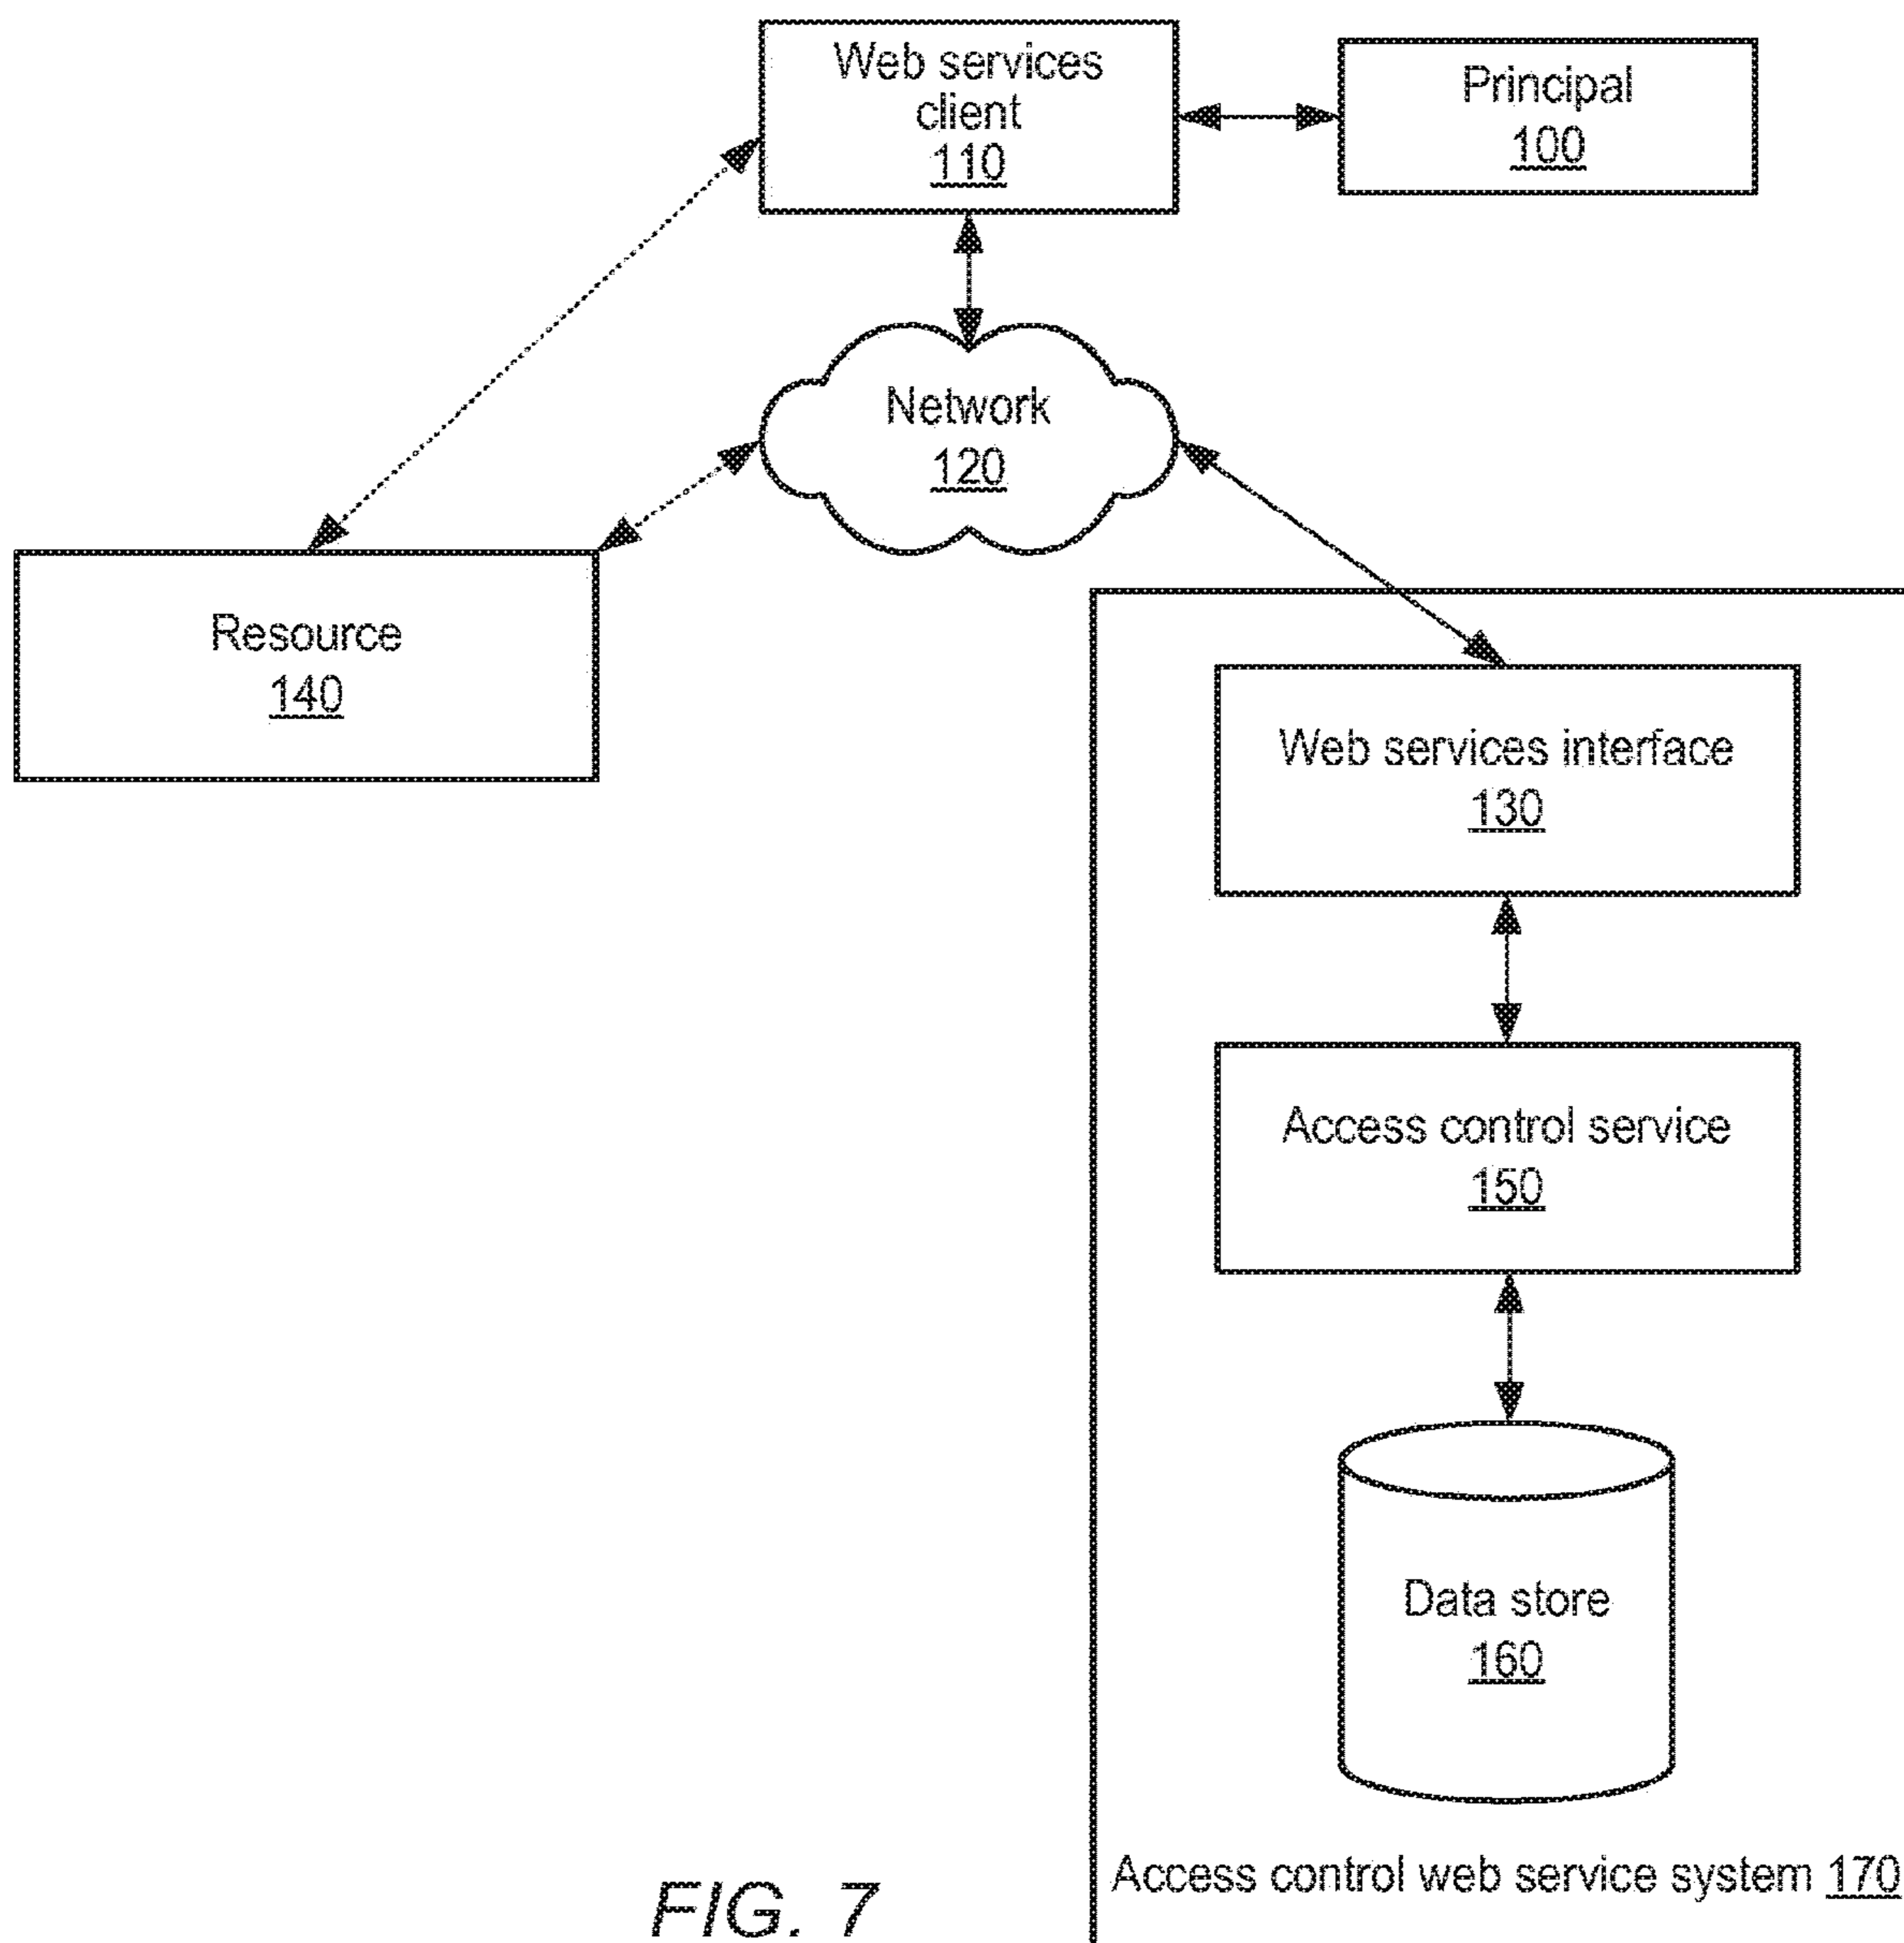 Web services
client
110
Principal
100
Network
120
Resource
140
Web services interface
130
Access control service
150
Data store
160
Access control web service system 170
FIG. 7